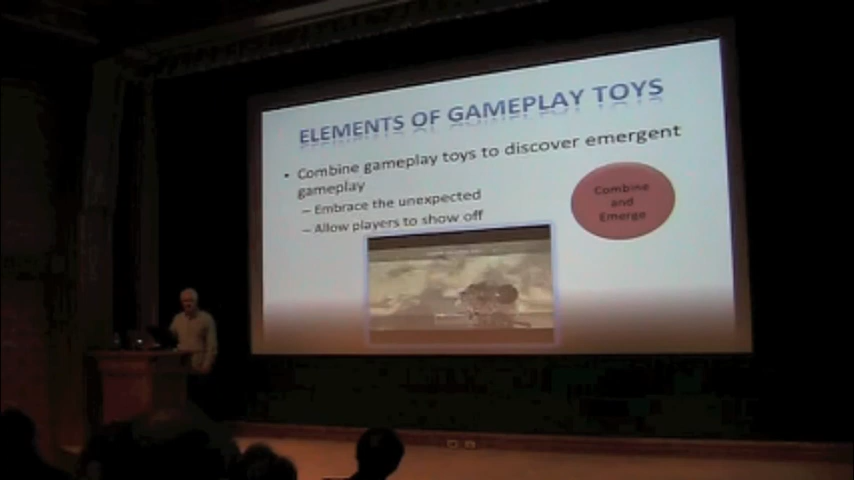 ELEMENTS OF GAMEPLAY TOYS
• Combine gameplay toys to discover emergent
gameplay
– Embrace the unexpected
– Allow players to show off
Combine
and
Emerge